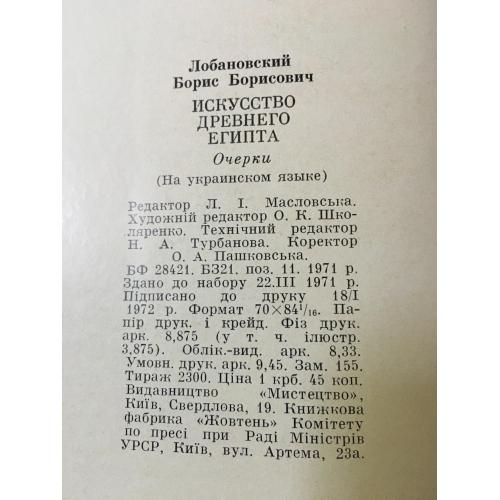 Лобановский
Борис Борисович
ИСКУССТВО
ДРЕВНЕГО
ЕГИПТА
Очерки
(На украинском языке)
Редактор Л. І. Масловська.
Художній редактор О. К. Шко-
ляренко. Технічний редактор
Н. А. Турбанова. Коректор
О. А. Пашковська.
БФ 28421. БЗ21. поз. 11. 1971 р.
Здано до набору 22.III 1971 р.
Підписано до друку 18/I
1972 р. Формат 70×84¹/₁₆. Па-
пір друк. і крейд. Фіз друк.
арк. 8,875 (у т. ч. ілюстр.
3,875). Облік.-вид. арк. 8,33.
Умовн. друк. арк. 9,45. Зам. 155.
Тираж 2300. Ціна 1 крб. 45 коп.
Видавництво «Мистецтво»,
Київ, Свердлова, 19. Книжкова
фабрика «Жовтень» Комітету
по пресі при Раді Міністрів
УРСР, Київ, вул. Артема, 23а.